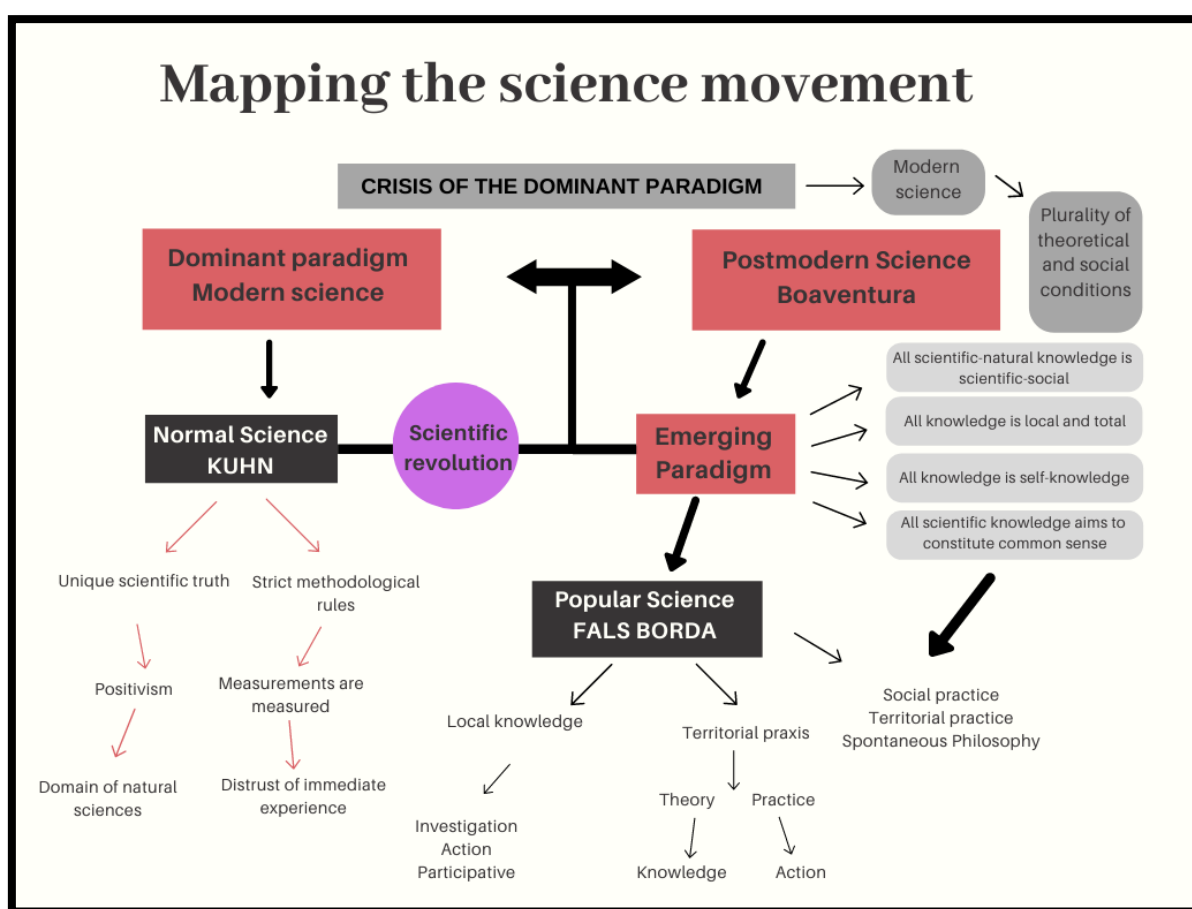 Mapping the science movement
CRISIS OF THE DOMINANT PARADIGM
Modern
science
Plurality of
theoretical
and social
conditions
Dominant paradigm
Modern science
Postmodern Science
Boaventura
All scientific-natural knowledge is
scientific-social
All knowledge is local and total
All knowledge is self-knowledge
All scientific knowledge aims to
constitute common sense
Normal Science
KUHN
Scientific
revolution
Emerging
Paradigm
Unique scientific truth
Strict methodological
rules
Positivism
Measurements are
measured
Domain of natural
sciences
Distrust of immediate
experience
Popular Science
FALS BORDA
Local knowledge
Territorial praxis
Social practice
Territorial practice
Spontaneous Philosophy
Investigation
Action
Participative
Theory
Practice
Knowledge
Action